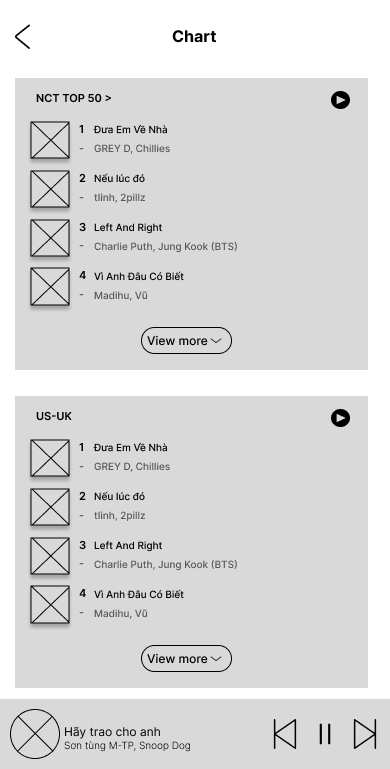 Chart
NCT TOP 50 >
1 Đưa Em Về Nhà
- GREY D, Chillies
2 Nếu lúc đó
- tlinh, 2pillz
3 Left And Right
- Charlie Puth, Jung Kook (BTS)
4 Vì Anh Đâu Có Biết
- Madihu, Vũ
View more
US-UK
1 Đưa Em Về Nhà
- GREY D, Chillies
2 Nếu lúc đó
- tlinh, 2pillz
3 Left And Right
- Charlie Puth, Jung Kook (BTS)
4 Vì Anh Đâu Có Biết
- Madihu, Vũ
View more
Hãy trao cho anh
Sơn tùng M-TP, Snoop Dog